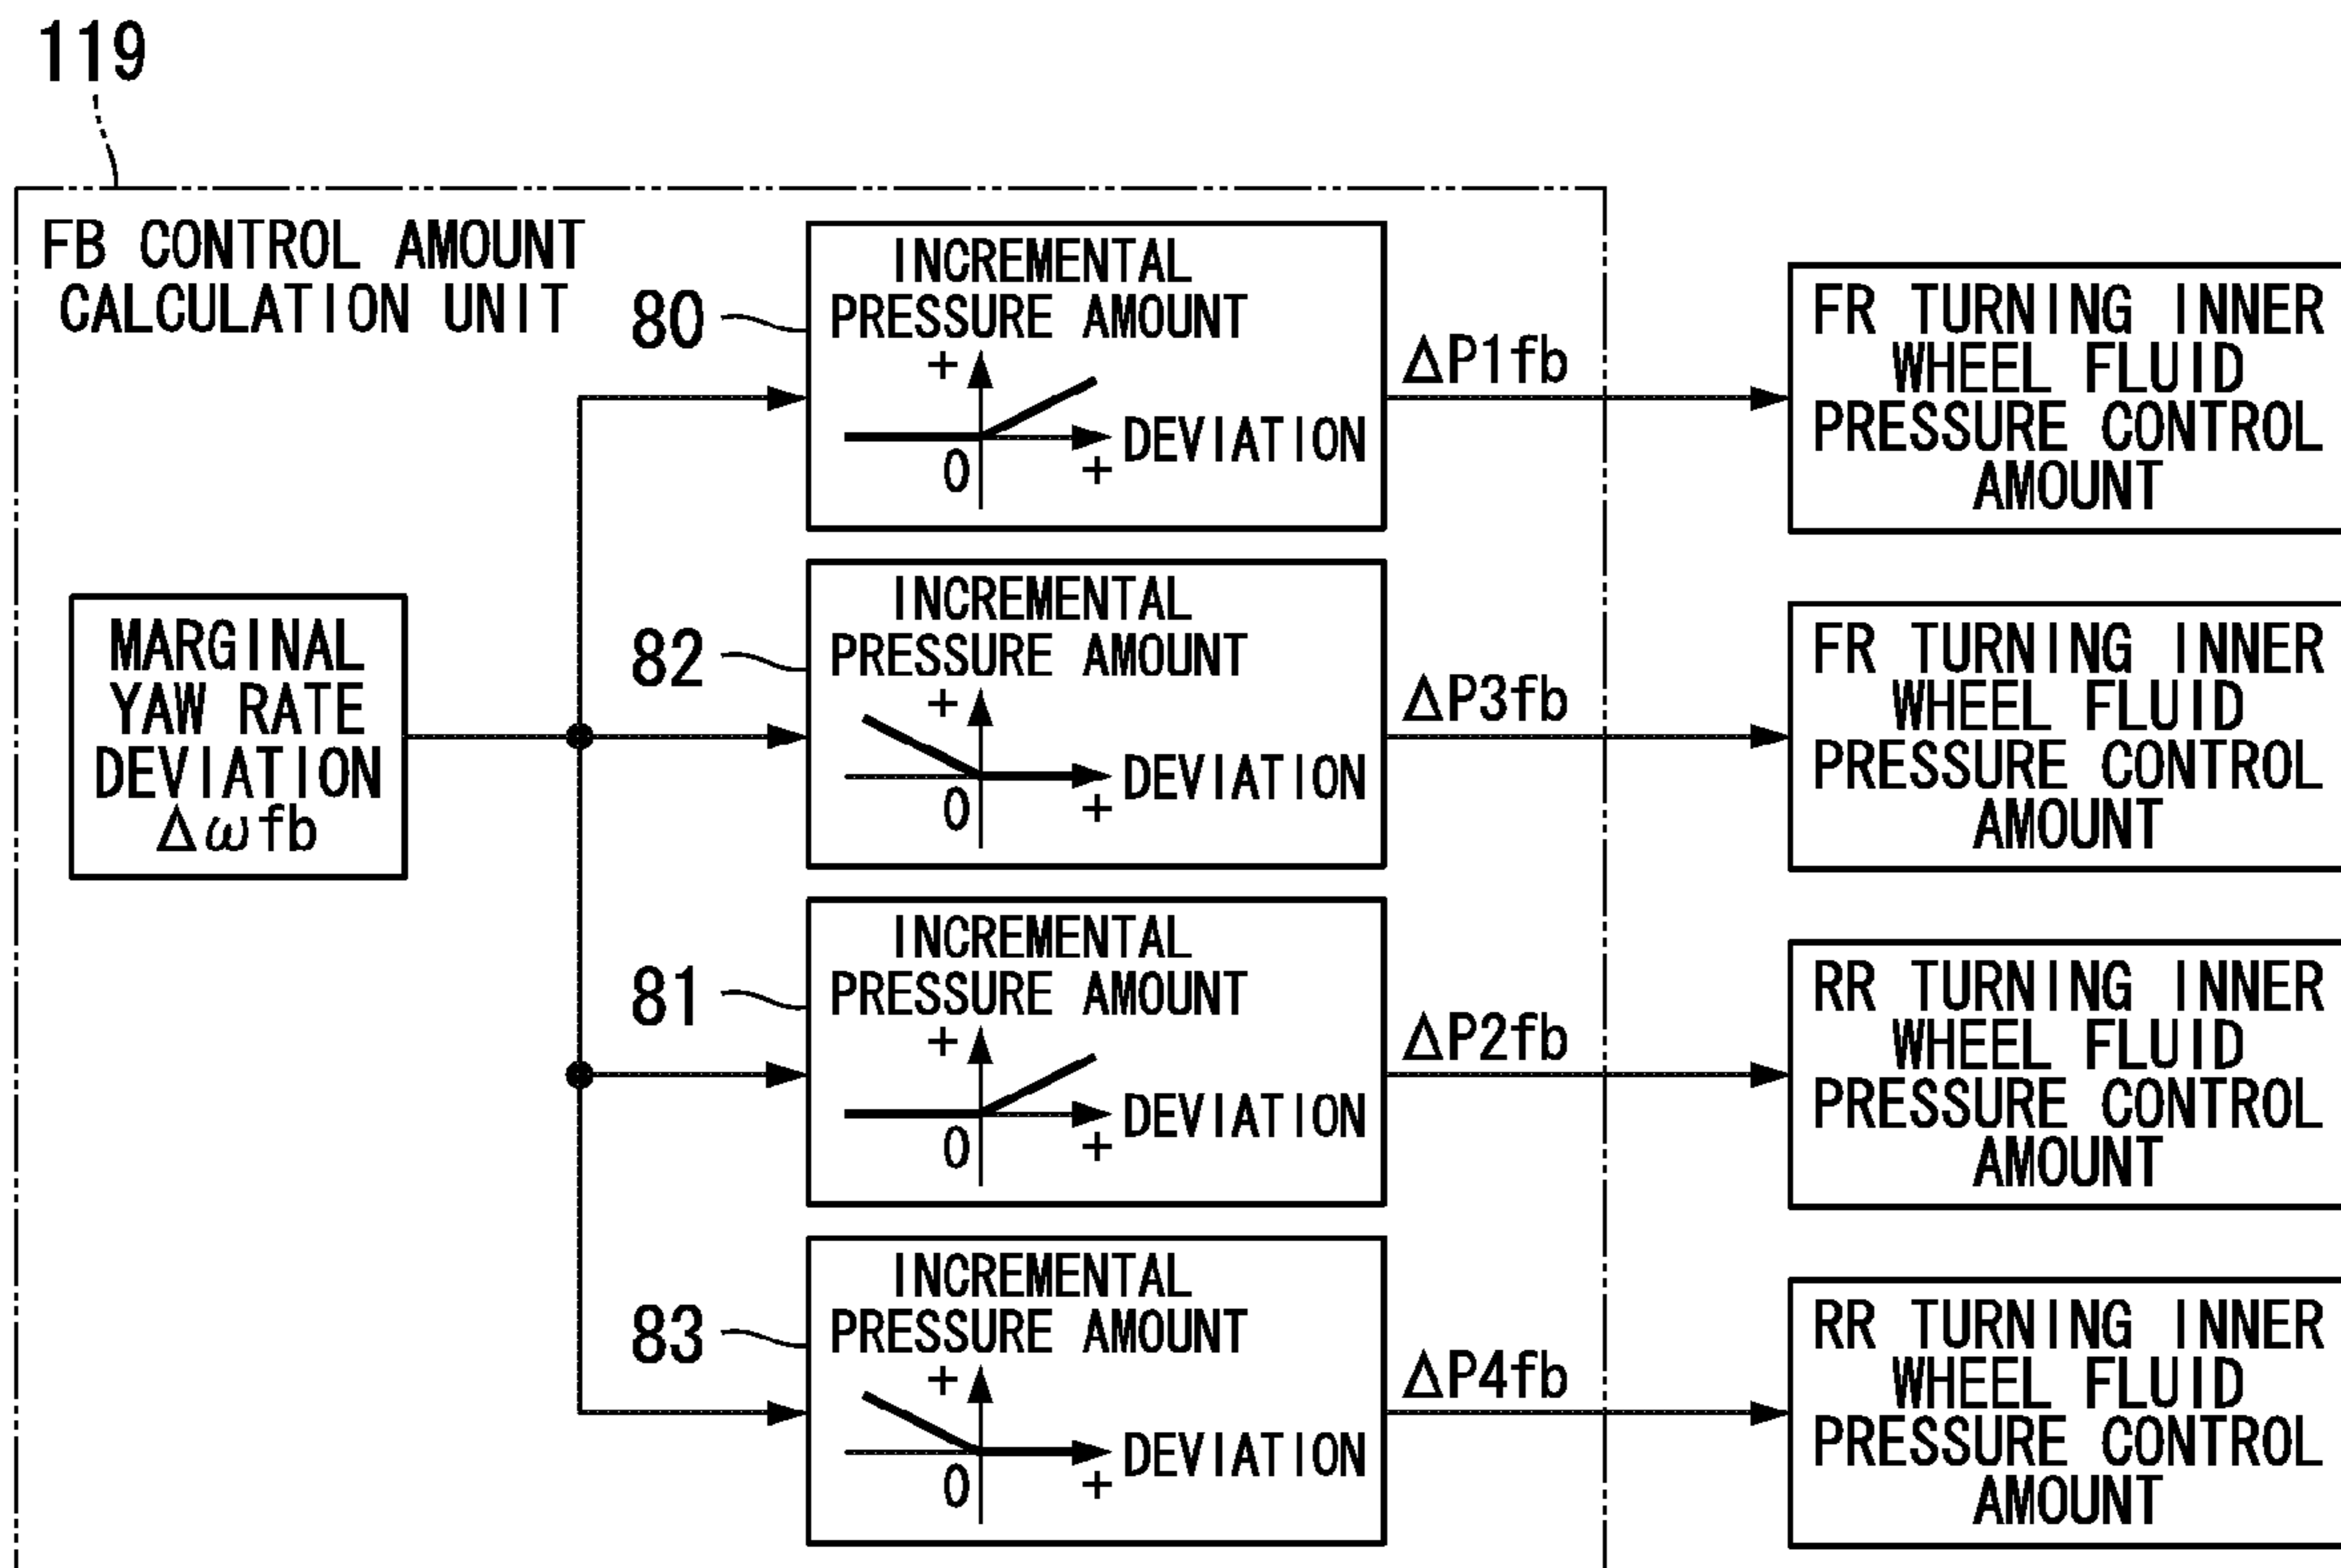 119
FB CONTROL AMOUNT
CALCULATION UNIT
MARGINAL
YAW RATE
DEVIATION
Δωfb
80
INCREMENTAL
PRESSURE AMOUNT
+
0
+
DEVIATION
ΔP1fb
FR TURNING INNER
WHEEL FLUID
PRESSURE CONTROL
AMOUNT
82
INCREMENTAL
PRESSURE AMOUNT
+
0
+
DEVIATION
ΔP3fb
FR TURNING INNER
WHEEL FLUID
PRESSURE CONTROL
AMOUNT
81
INCREMENTAL
PRESSURE AMOUNT
+
0
+
DEVIATION
ΔP2fb
RR TURNING INNER
WHEEL FLUID
PRESSURE CONTROL
AMOUNT
83
INCREMENTAL
PRESSURE AMOUNT
+
0
+
DEVIATION
ΔP4fb
RR TURNING INNER
WHEEL FLUID
PRESSURE CONTROL
AMOUNT